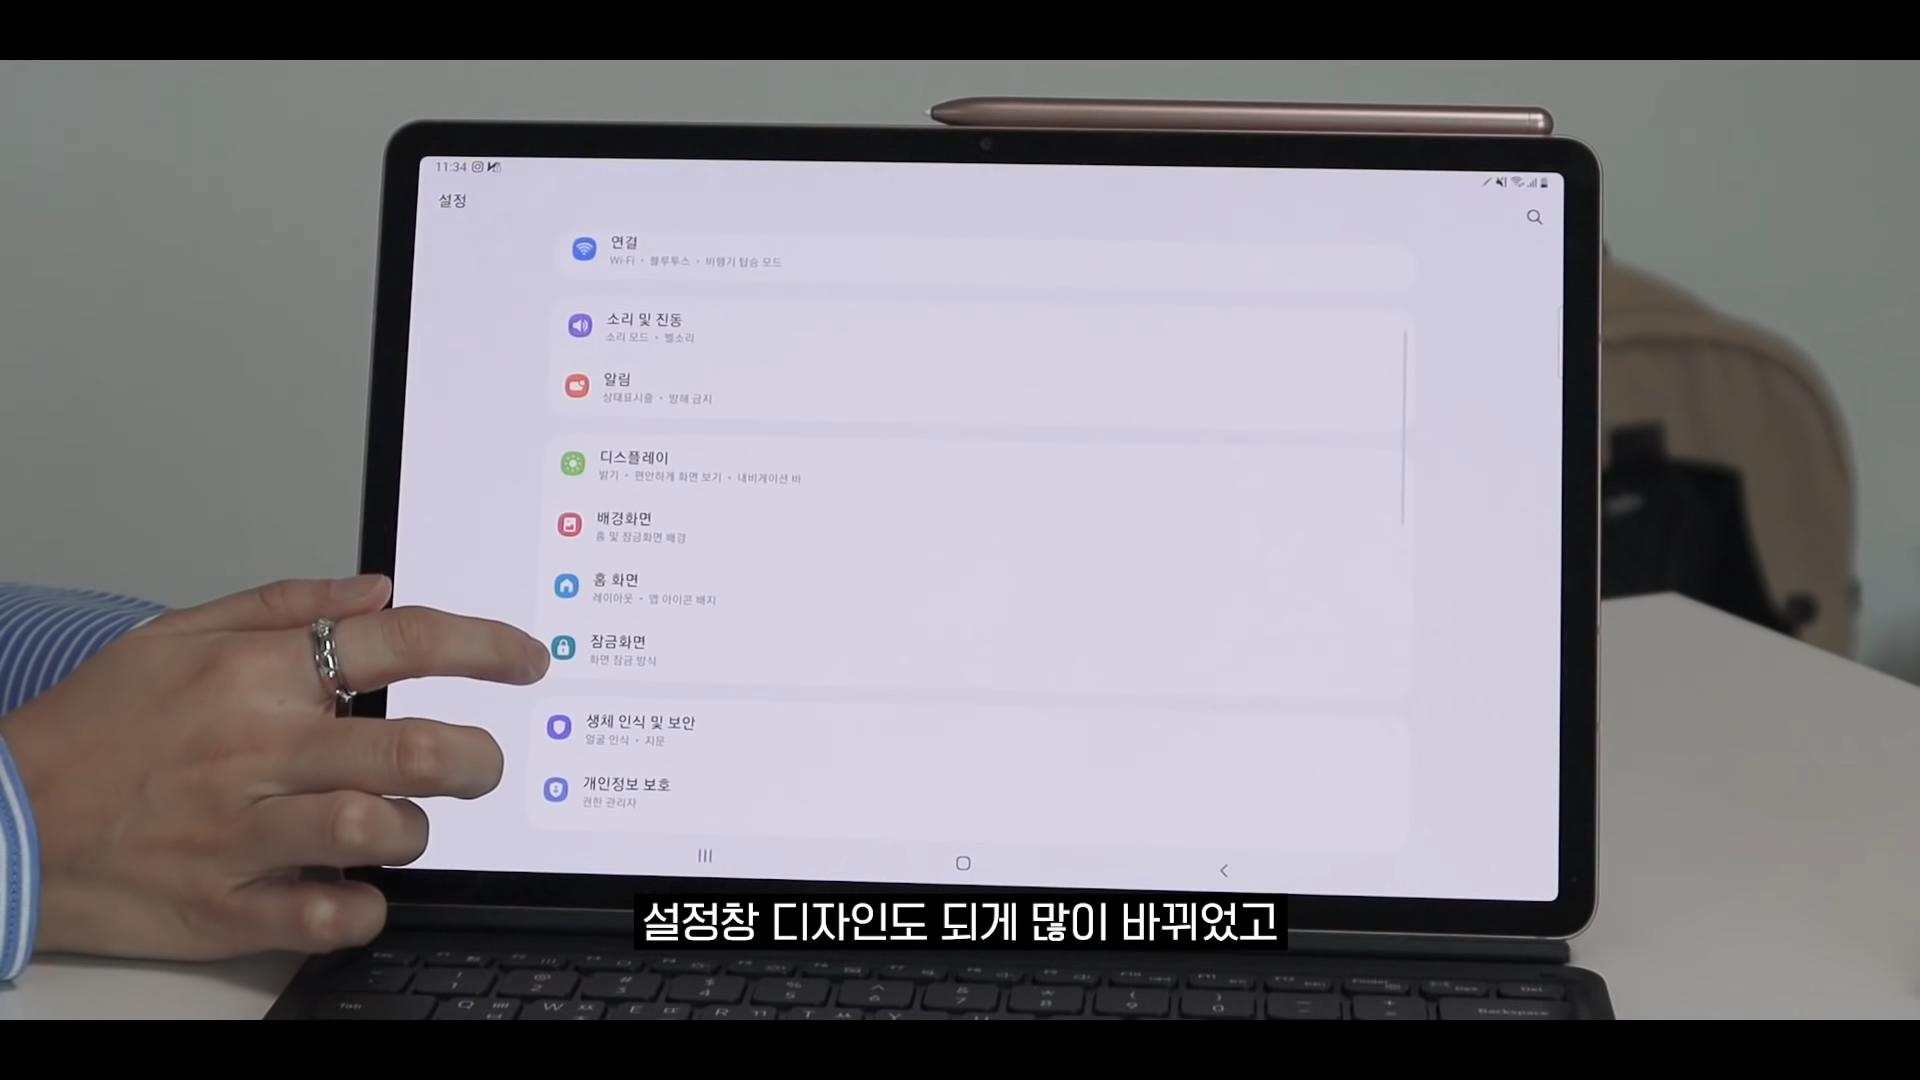 11:34
설정
연결
Wi-Fi • 블루투스 • 비행기 탑승 모드
소리 및 진동
소리 모드 • 벨소리
알림
상태표시줄 • 방해 금지
디스플레이
밝기 • 편안하게 화면 보기 • 내비게이션 바
배경화면
홈 및 잠금화면 배경
홈 화면
레이아웃 • 앱 아이콘 배지
잠금화면
화면 잠금 방식
생체 인식 및 보안
얼굴 인식 • 지문
개인정보 보호
권한 관리자
설정창 디자인도 되게 많이 바뀌었고
Tab Q W E R T Y U
Backspace